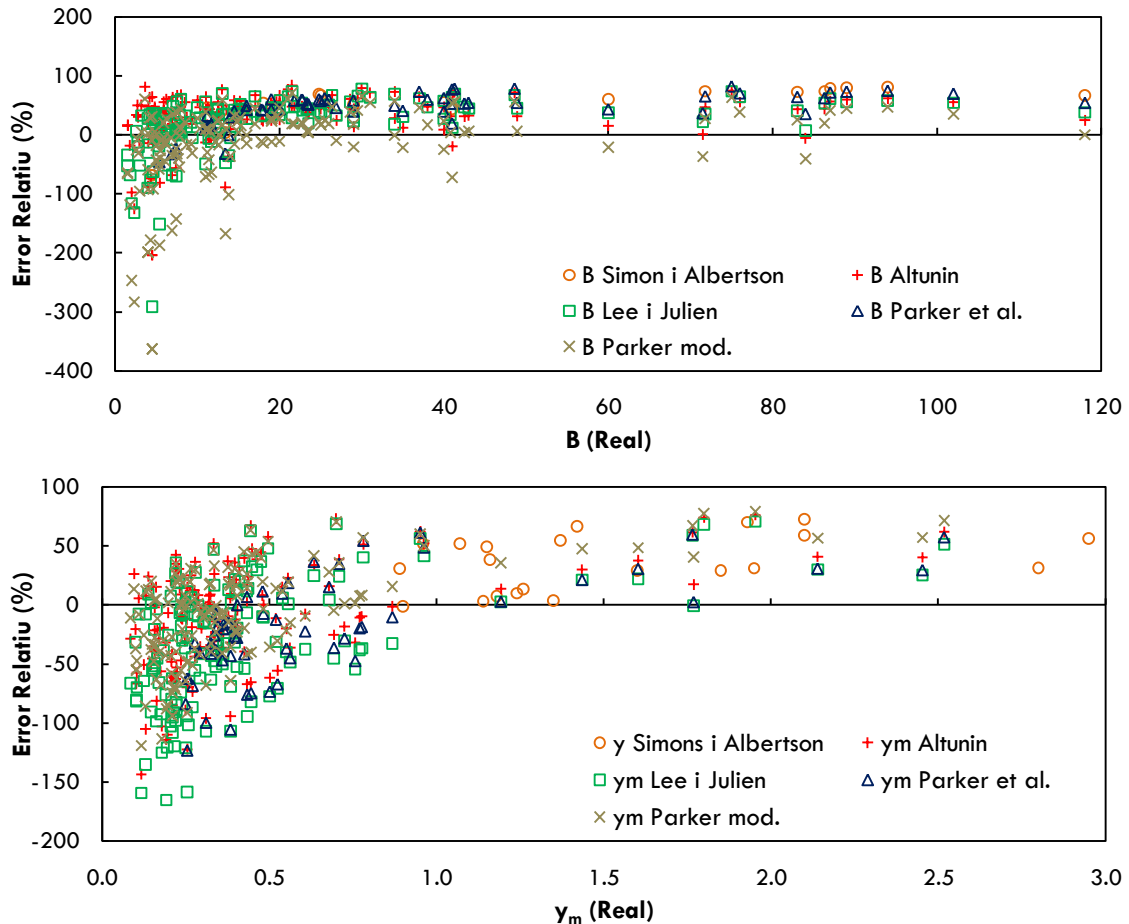 200
100
0
-100
-200
-300
-400
Error Relatiu (%)
B Simon i Albertson
B Altunin
B Lee i Julien
B Parker et al.
B Parker mod.
0 20 40 60 80 100 120
B (Real)
100
50
0
-50
-100
-150
-200
Error Relatiu (%)
y Simons i Albertson
ym Altunin
ym Lee i Julien
ym Parker et al.
ym Parker mod.
0.0 0.5 1.0 1.5 2.0 2.5 3.0
ym (Real)